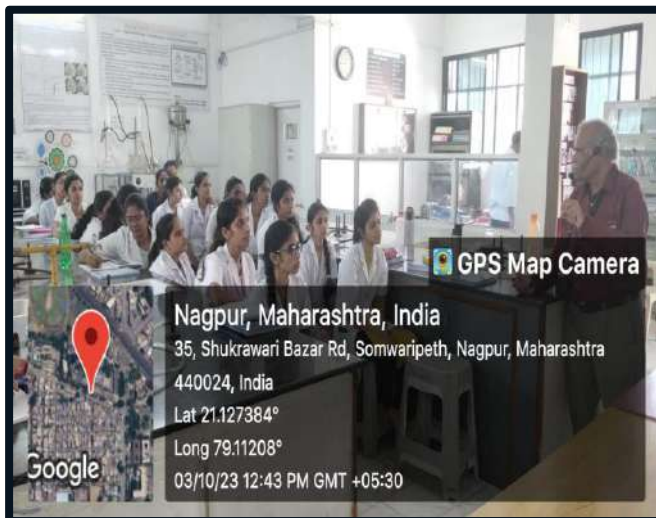 GPS Map Camera
Nagpur, Maharashtra, India
35, Shukrawari Bazar Rd, Somwaripeth, Nagpur, Maharashtra
440024, India
Lat 21.127384°
Long 79.11208°
03/10/23 12:43 PM GMT +05:30
Google